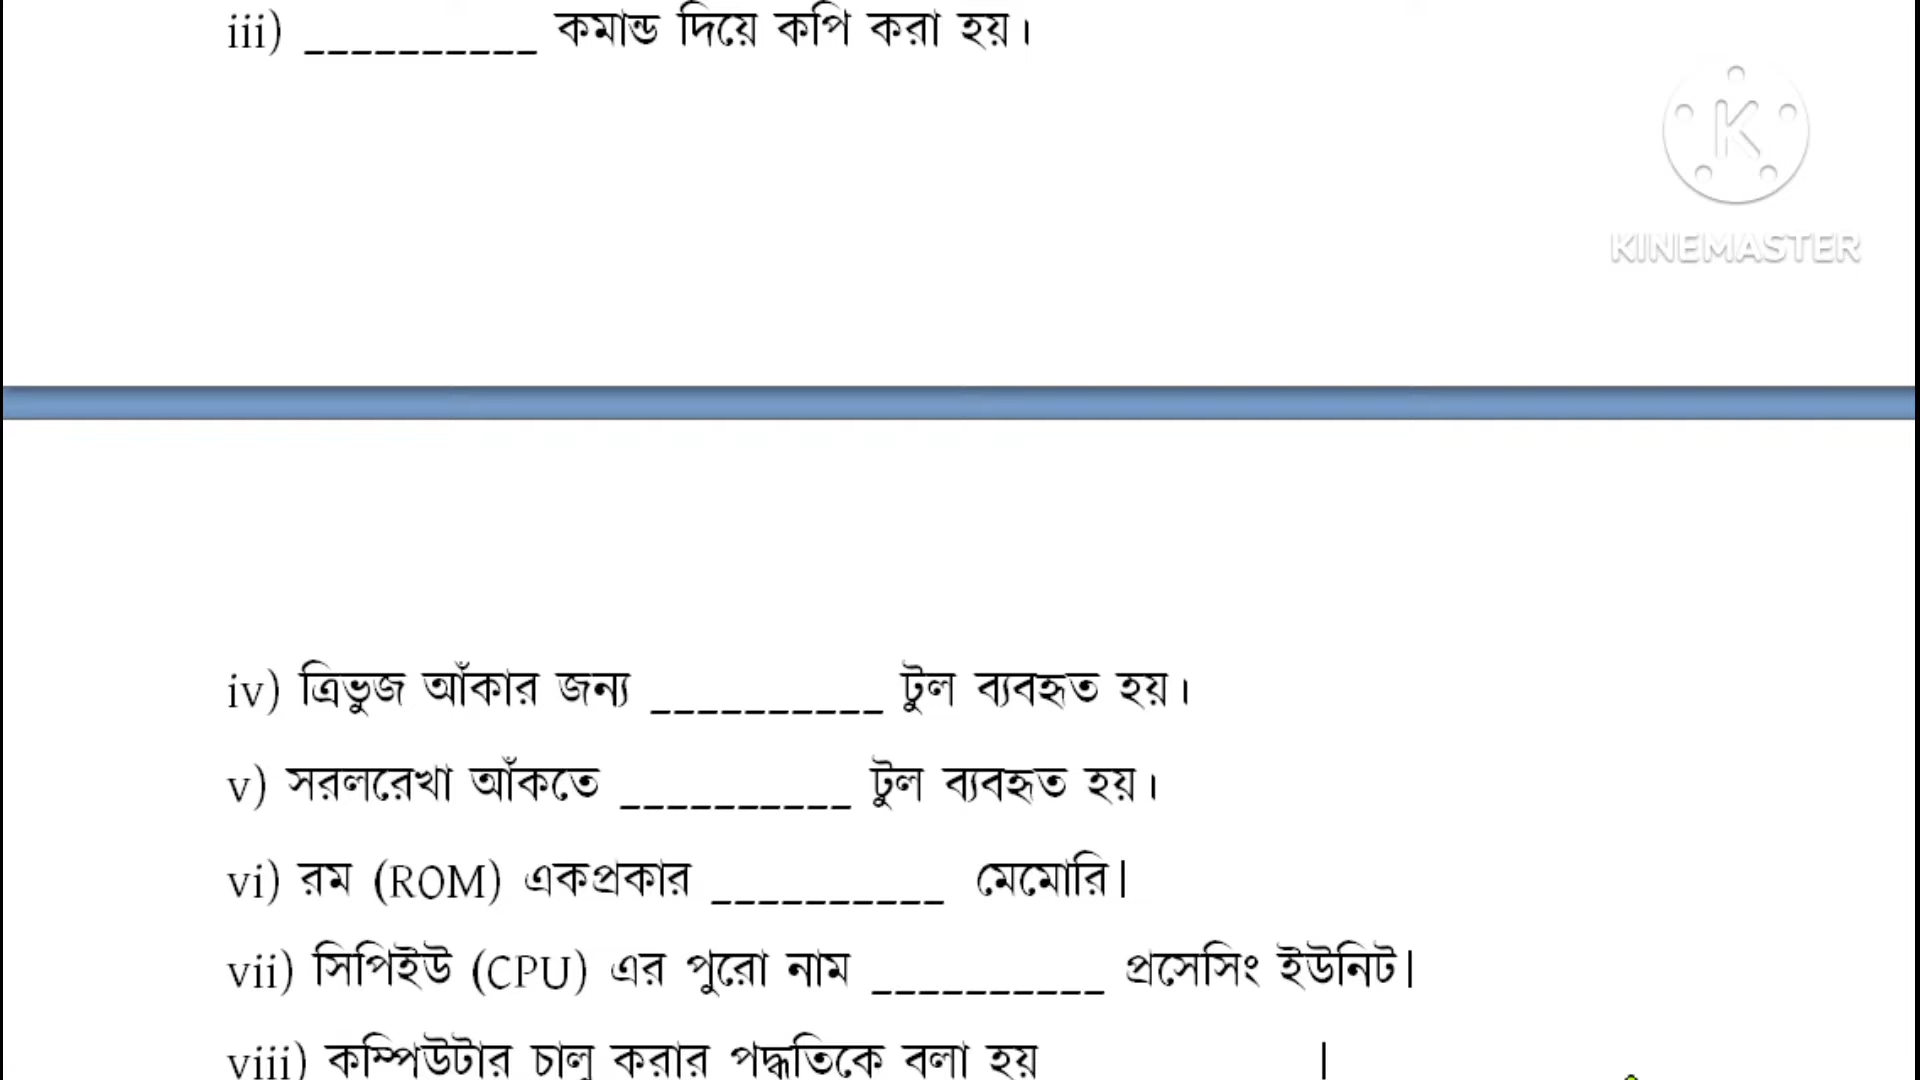 iii) __________ কমান্ড দিয়ে কপি করা হয়।
KINEMASTER
iv) ত্রিভুজ আঁকার জন্য __________ টুল ব্যবহৃত হয়।
v) সরলরেখা আঁকতে __________ টুল ব্যবহৃত হয়।
vi) রম (ROM) একপ্রকার __________ মেমোরি|
vii) সিপিইউ (CPU) এর পুরো নাম __________ প্রসেসিং ইউনিট|
viii) কম্পিউটার চালু করার পদ্ধতিকে বলা হয় |